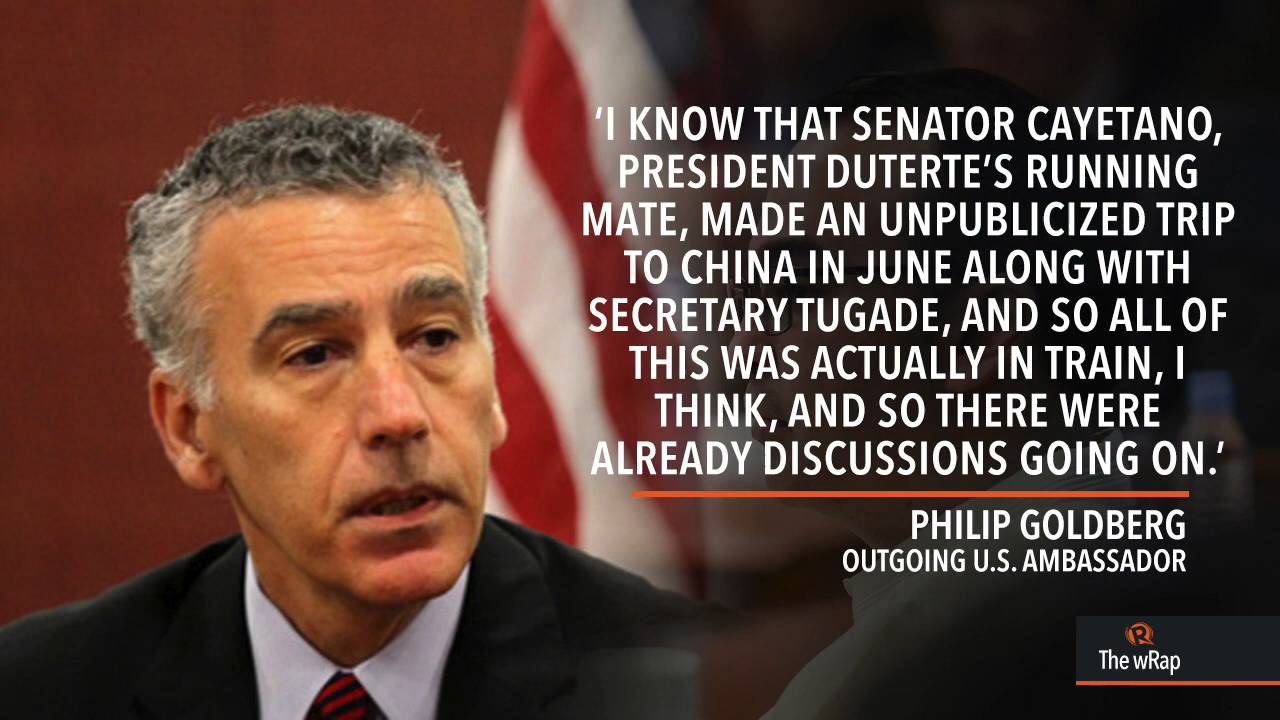 ‘I KNOW THAT SENATOR CAYETANO,
PRESIDENT DUTERTE’S RUNNING
MATE, MADE AN UNPUBLICIZED TRIP
TO CHINA IN JUNE ALONG WITH
SECRETARY TUGADE, AND SO ALL OF
THIS WAS ACTUALLY IN TRAIN, I
THINK, AND SO THERE WERE
ALREADY DISCUSSIONS GOING ON.’
PHILIP GOLDBERG
OUTGOING U.S. AMBASSADOR
R
The wRap